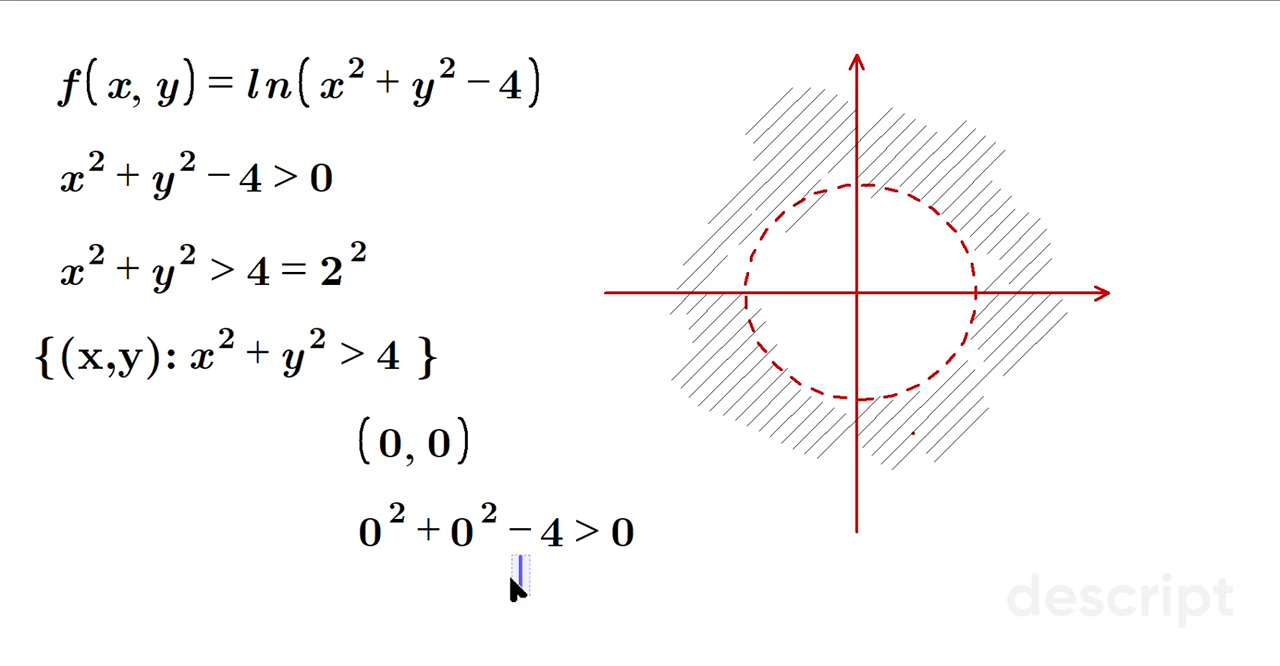 f(x, y) = ln(x² + y² − 4)
x² + y² − 4 > 0
x² + y² > 4 = 2²
{(x,y): x² + y² > 4 }
(0, 0)
0² + 0² − 4 > 0
descript